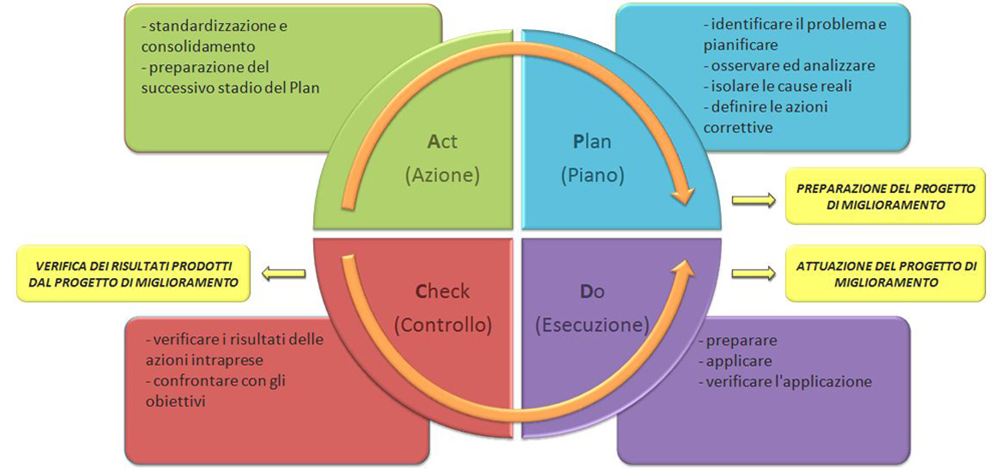 - standardizzazione e
consolidamento
- preparazione del
successivo stadio del Plan
- identificare il problema e
pianificare
- osservare ed analizzare
- isolare le cause reali
- definire le azioni
correttive
Act
(Azione)
Plan
(Piano)
PREPARAZIONE DEL PROGETTO
DI MIGLIORAMENTO
VERIFICA DEI RISULTATI PRODOTTI
DAL PROGETTO DI MIGLIORAMENTO
Check
(Controllo)
Do
(Esecuzione)
ATTUAZIONE DEL PROGETTO DI
MIGLIORAMENTO
- verificare i risultati delle
azioni intraprese
- confrontare con gli
obiettivi
- preparare
- applicare
- verificare l'applicazione